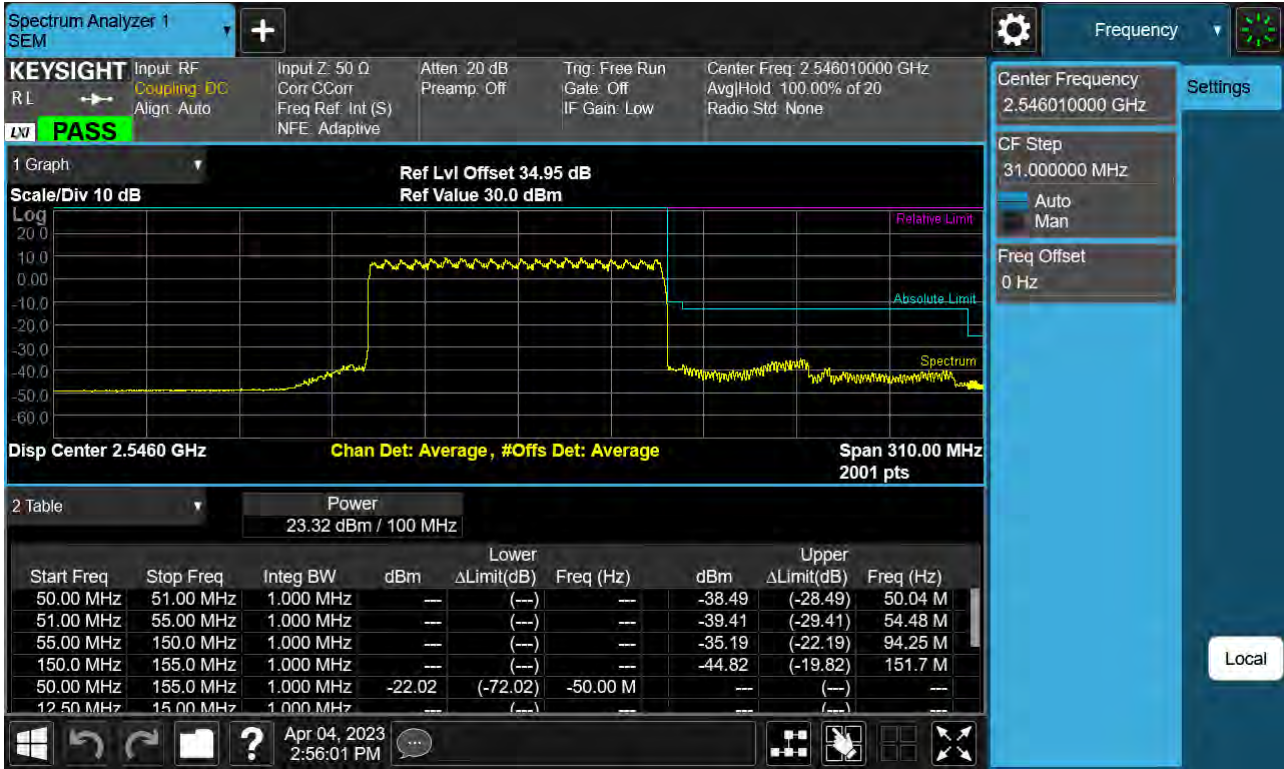 Spectrum Analyzer 1
SEM
Frequency
KEYSIGHT
Input: RF
Coupling: DC
Align: Auto
Input Z: 50 Ω
Corr CCorr
Freq Ref: Int (S)
NFE: Adaptive
Atten: 20 dB
Preamp: Off
Trig: Free Run
Gate: Off
IF Gain: Low
Center Freq: 2.546010000 GHz
Avg|Hold: 100.00% of 20
Radio Std: None
R L
LXI PASS
Center Frequency
2.546010000 GHz
Settings
CF Step
31.000000 MHz
Auto
Man
Freq Offset
0 Hz
1 Graph
Scale/Div 10 dB
Ref Lvl Offset 34.95 dB
Ref Value 30.0 dBm
Log
20.0
10.0
0.00
-10.0
-20.0
-30.0
-40.0
-50.0
-60.0
Relative Limit
Absolute Limit
Spectrum
Disp Center 2.5460 GHz
Chan Det: Average, #Offs Det: Average
Span 310.00 MHz
2001 pts
2 Table
Power
23.32 dBm / 100 MHz
Lower Upper
Start Freq Stop Freq Integ BW dBm ΔLimit(dB) Freq (Hz) dBm ΔLimit(dB) Freq (Hz)
50.00 MHz 51.00 MHz 1.000 MHz --- (---) --- -38.49 (-28.49) 50.04 M
51.00 MHz 55.00 MHz 1.000 MHz --- (---) --- -39.41 (-29.41) 54.48 M
55.00 MHz 150.0 MHz 1.000 MHz --- (---) --- -35.19 (-22.19) 94.25 M
150.0 MHz 155.0 MHz 1.000 MHz --- (---) --- -44.82 (-19.82) 151.7 M
50.00 MHz 155.0 MHz 1.000 MHz -22.02 (-72.02) -50.00 M --- (---) ---
12.50 MHz 15.00 MHz 1.000 MHz --- (---) --- --- (---) ---
Local
?
Apr 04, 2023
2:56:01 PM